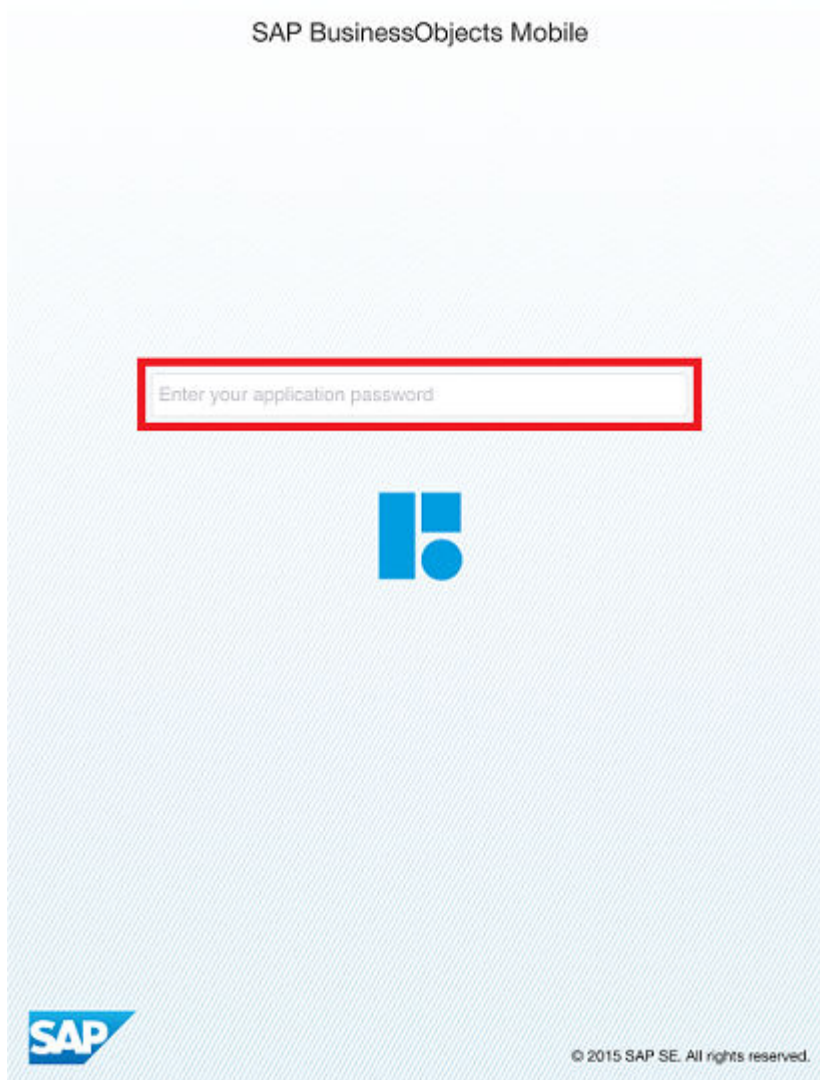 SAP BusinessObjects Mobile
Enter your application password
SAP
© 2015 SAP SE. All rights reserved.